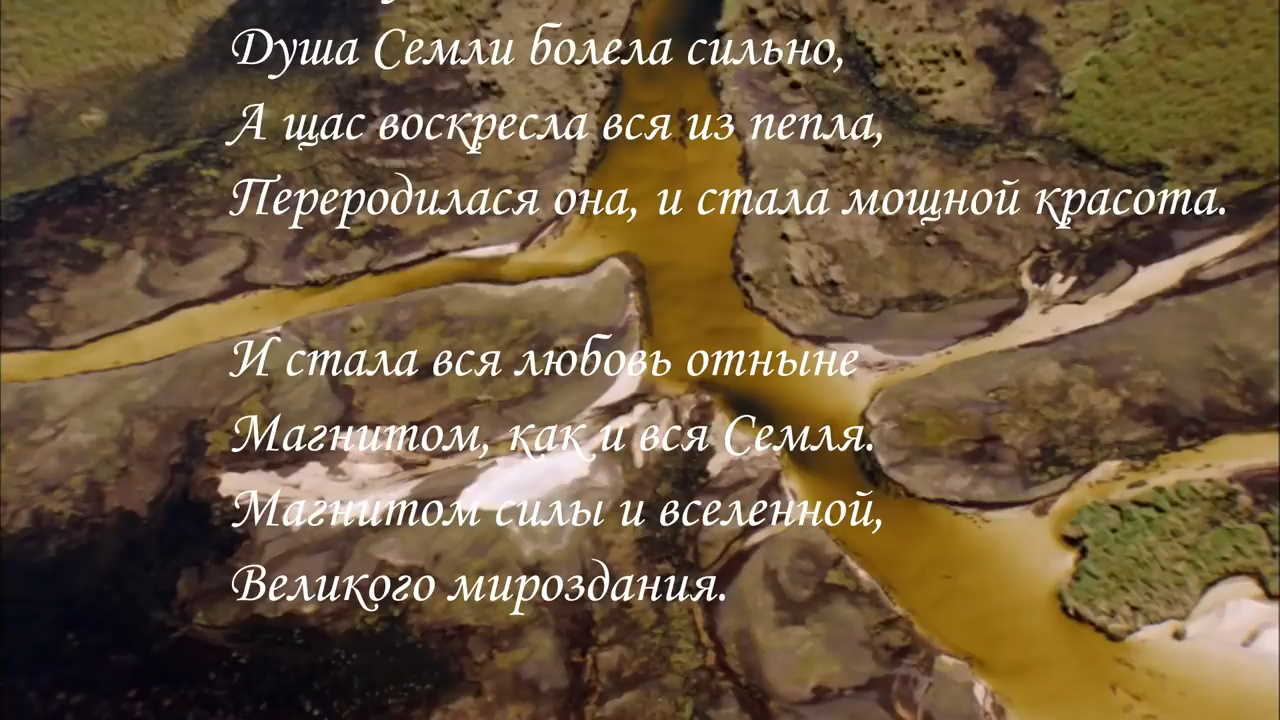 Душа Семли болела сильно,
А щас воскресла вся из пепла,
Переродилася она, и стала мощной красота.
И стала вся любовь отныне
Магнитом, как и вся Семля.
Магнитом силы и вселенной,
Великого мироздания.